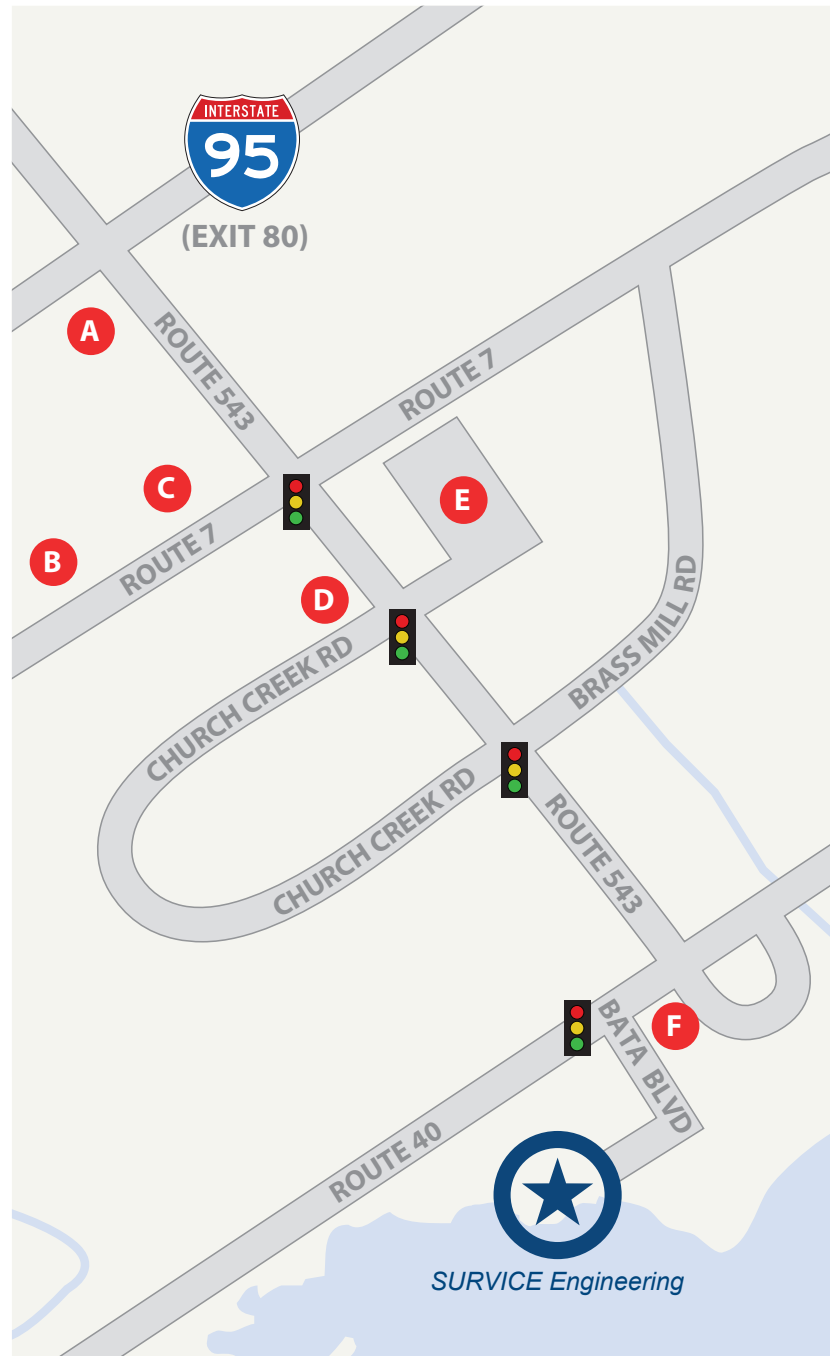 INTERSTATE
95
(EXIT 80)
A
ROUTE 543
ROUTE 7
C
E
B
ROUTE 7
D
BRASS MILL RD
CHURCH CREEK RD
CHURCH CREEK RD
ROUTE 543
F
BATA BLVD
ROUTE 40
SURVICE Engineering